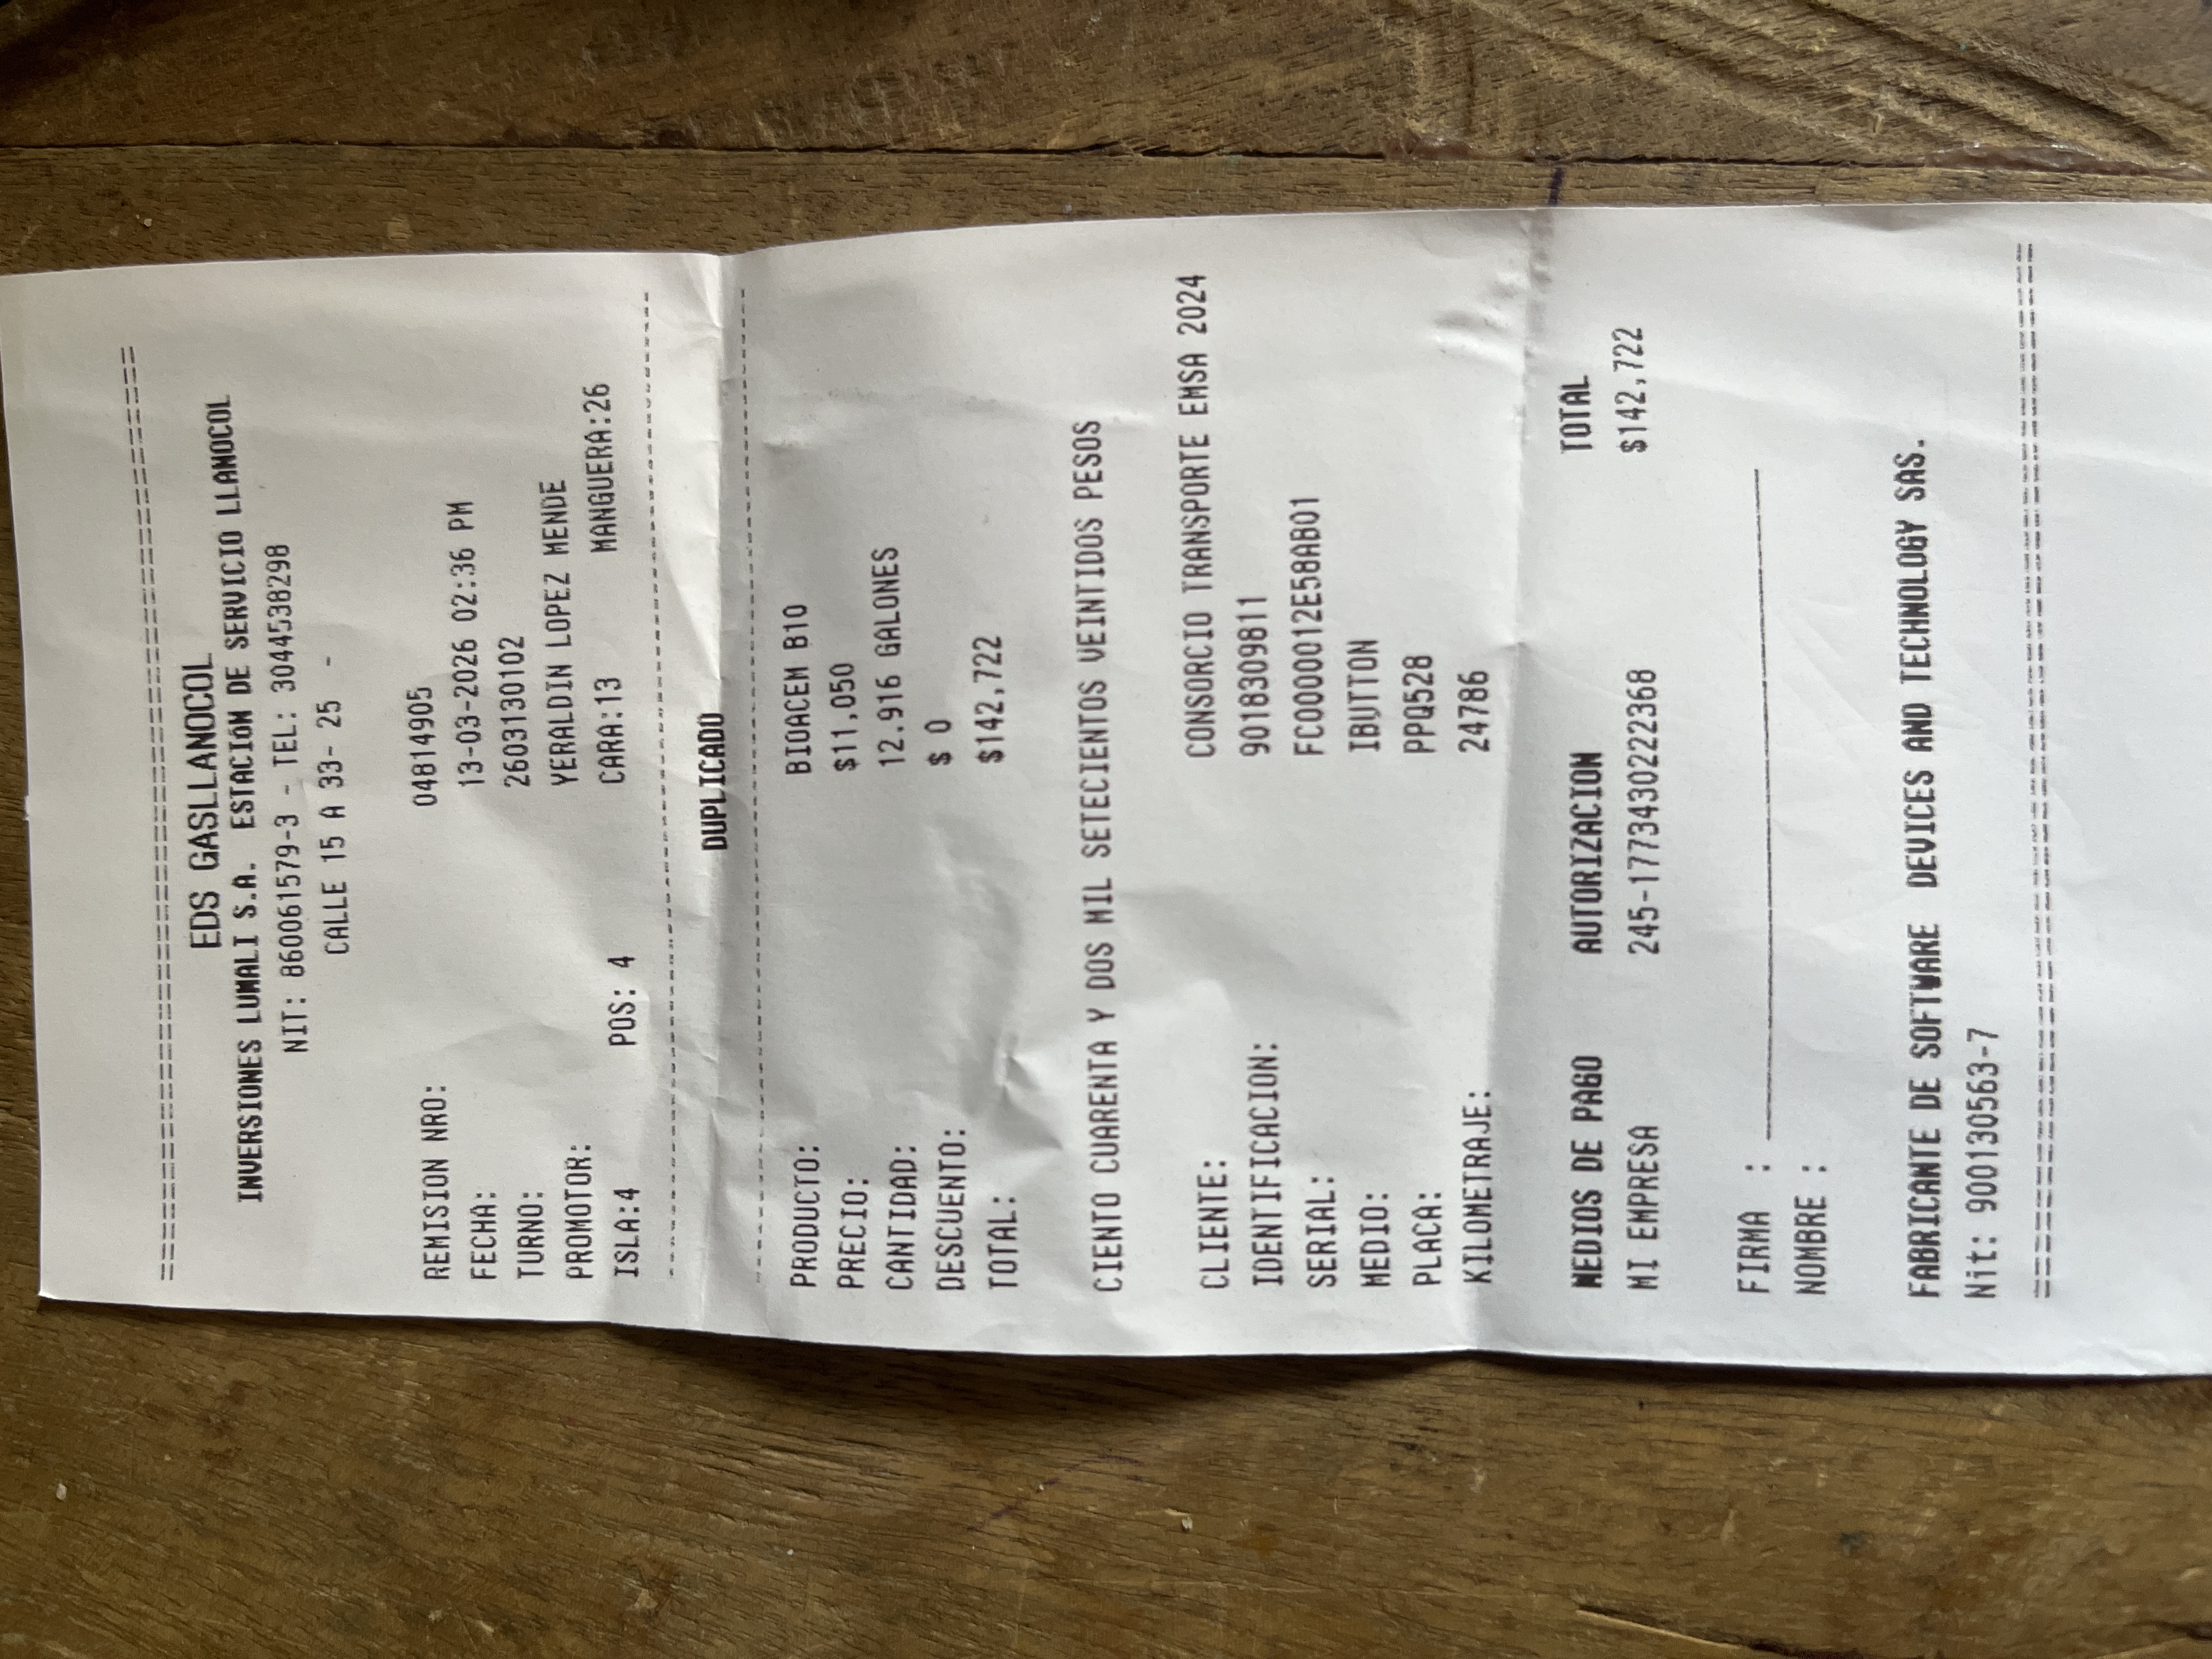 ================================================
EDS GASLLANOCOL
INVERSIONES LUMALI S.A. ESTACIÓN DE SERVICIO LLANOCOL
NIT: 860061579-3 - TEL: 3044538298
CALLE 15 A 33- 25 -
REMISION NRO: 04814905
FECHA: 13-03-2026 02:36 PM
TURNO: 2603130102
PROMOTOR: YERALDIN LOPEZ MENDE
ISLA:4 POS: 4 CARA:13 MANGUERA:26
------------------------------------------------
DUPLICADO
------------------------------------------------
PRODUCTO: BIOACEM B10
PRECIO: $11,050
CANTIDAD: 12.916 GALONES
DESCUENTO: $ 0
TOTAL: $142,722
CIENTO CUARENTA Y DOS MIL SETECIENTOS VEINTIDOS PESOS
CLIENTE: CONSORCIO TRANSPORTE EMSA 2024
IDENTIFICACION: 9018309811
SERIAL: FC000012E58AB01
MEDIO: IBUTTON
PLACA: PPQ528
KILOMETRAJE: 24786
MEDIOS DE PAGO AUTORIZACION TOTAL
MI EMPRESA 245-1773430222368 $142,722
FIRMA : ______________________
NOMBRE :
FABRICANTE DE SOFTWARE DEVICES AND TECHNOLOGY SAS.
Nit: 900130563-7
================================================